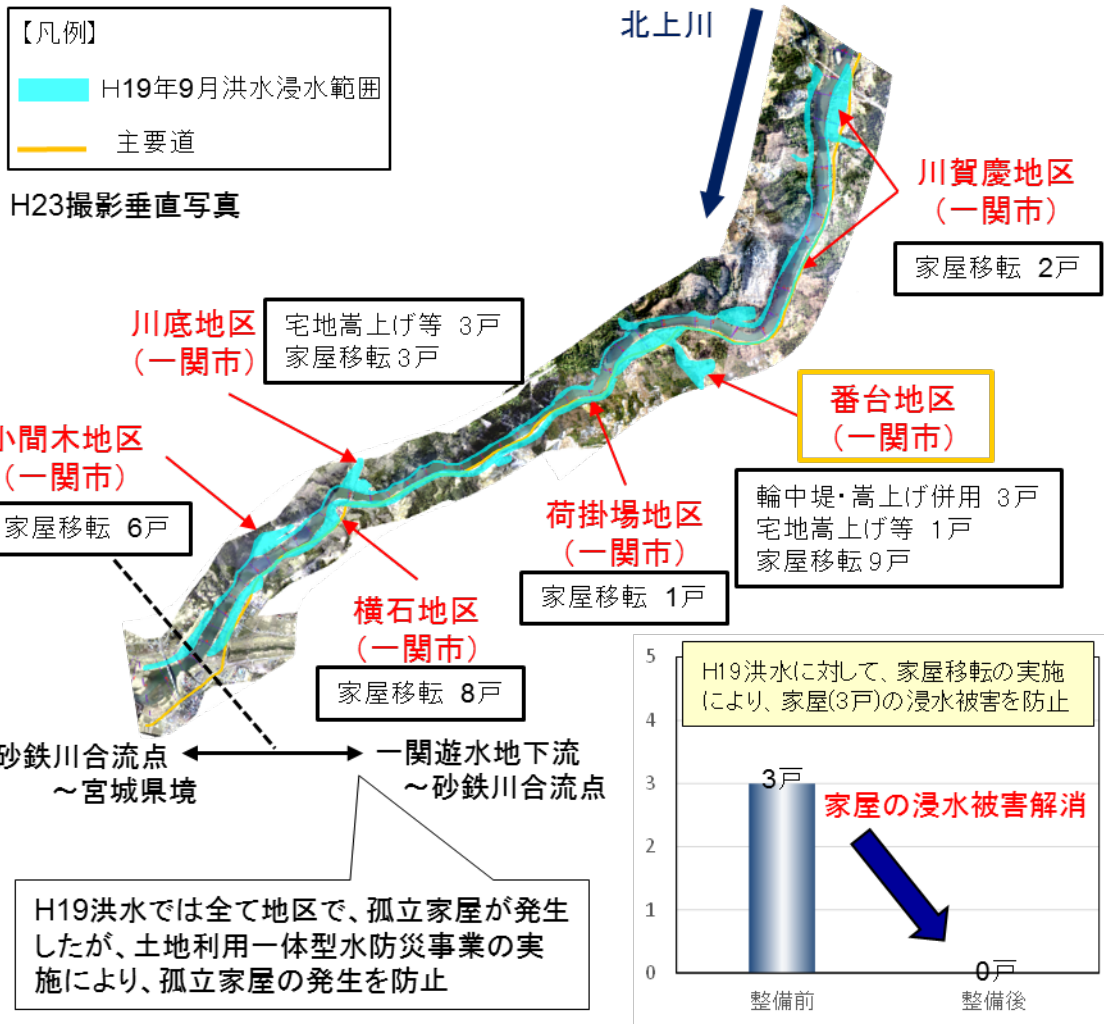 【凡例】
H19年9月洪水浸水範囲
主要道
H23撮影垂直写真
北上川
川賀慶地区
（一関市）
家屋移転 2戸
川底地区
（一関市）
宅地嵩上げ等 3戸
家屋移転3戸
番台地区
（一関市）
輪中堤・嵩上げ併用 3戸
宅地嵩上げ等 1戸
家屋移転9戸
小間木地区
（一関市）
家屋移転 6戸
荷掛場地区
（一関市）
家屋移転 1戸
横石地区
（一関市）
家屋移転 8戸
砂鉄川合流点
～宮城県境
一関遊水地下流
～砂鉄川合流点
H19洪水では全て地区で、孤立家屋が発生
したが、土地利用一体型水防災事業の実
施により、孤立家屋の発生を防止
H19洪水に対して、家屋移転の実施
により、家屋(3戸)の浸水被害を防止
5
4
3
2
1
0
3戸
家屋の浸水被害解消
0戸
整備前
整備後